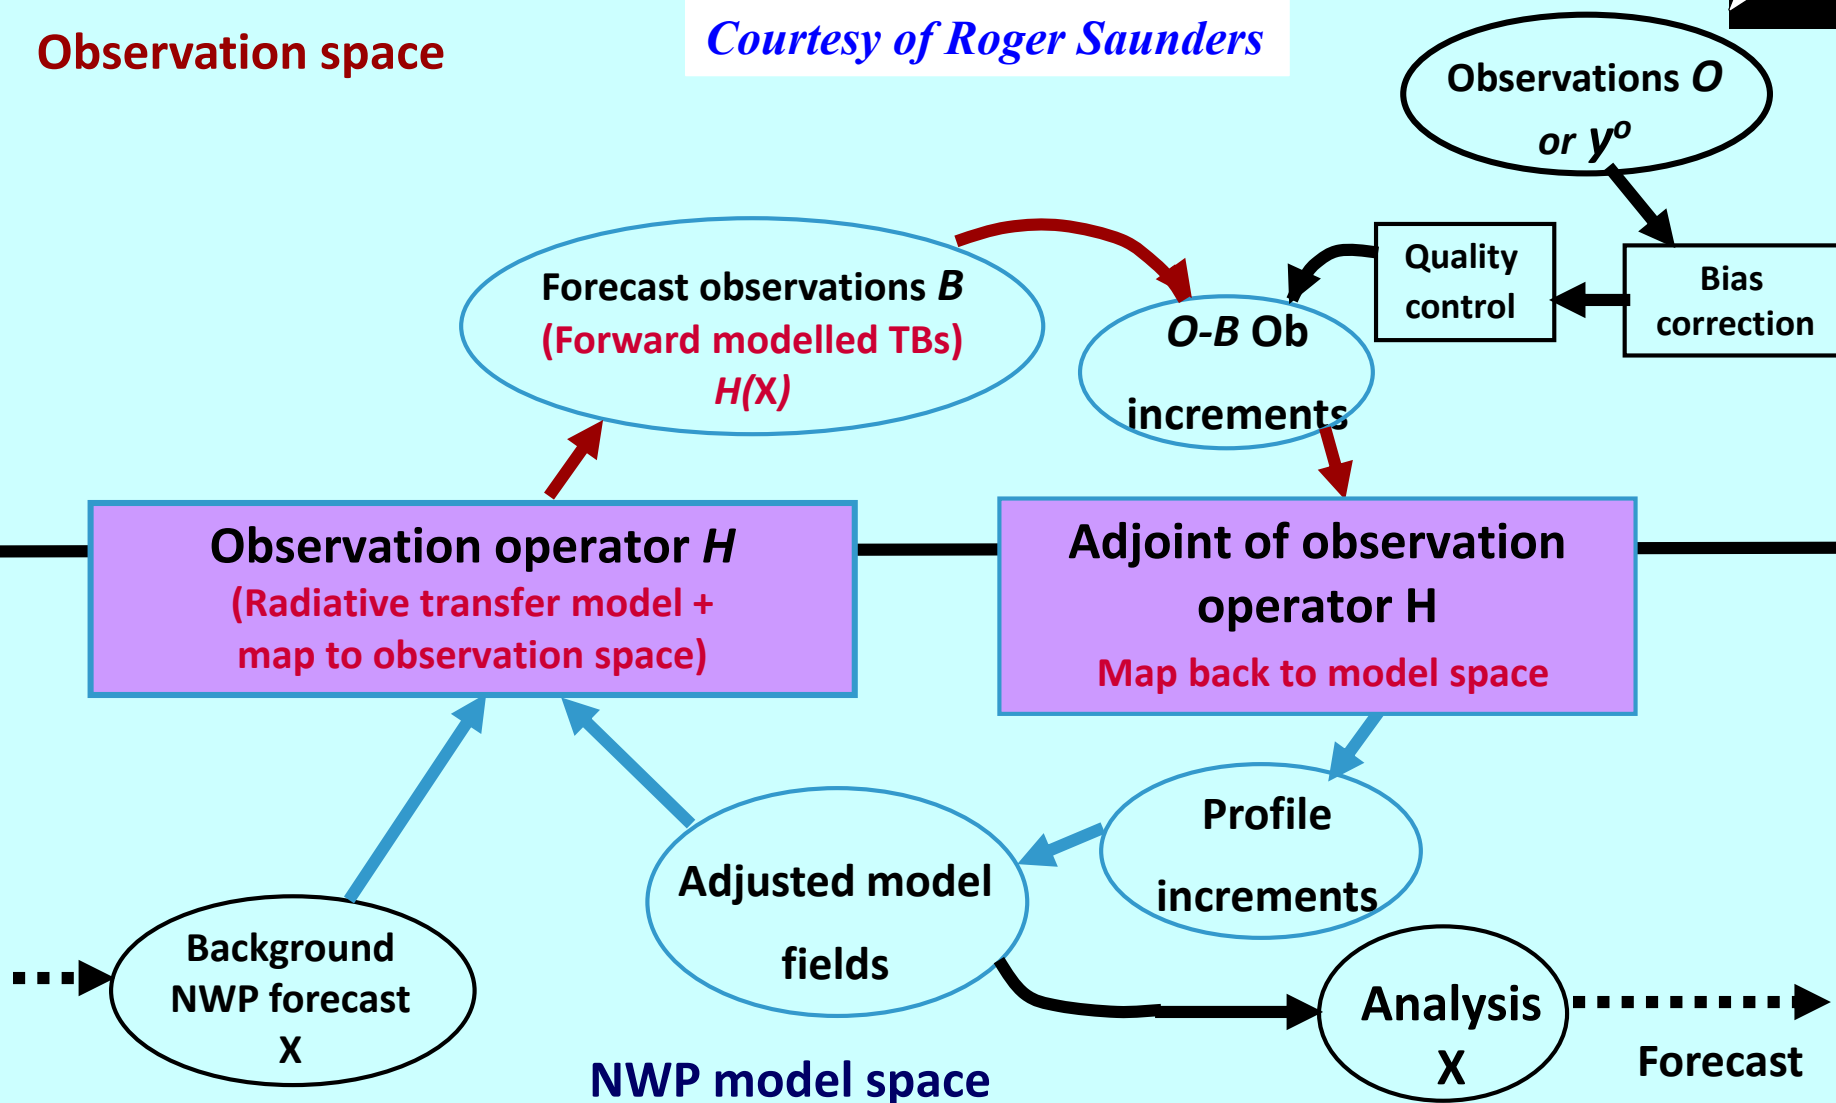 Observation space
Courtesy of Roger Saunders
Observations O
or yᵒ
Forecast observations B
(Forward modelled TBs)
H(X)
O-B Ob
increments
Quality
control
Bias
correction
Observation operator H
(Radiative transfer model +
map to observation space)
Adjoint of observation
operator H
Map back to model space
Profile
increments
Adjusted model
fields
Background
NWP forecast
X
Analysis
X
Forecast
NWP model space